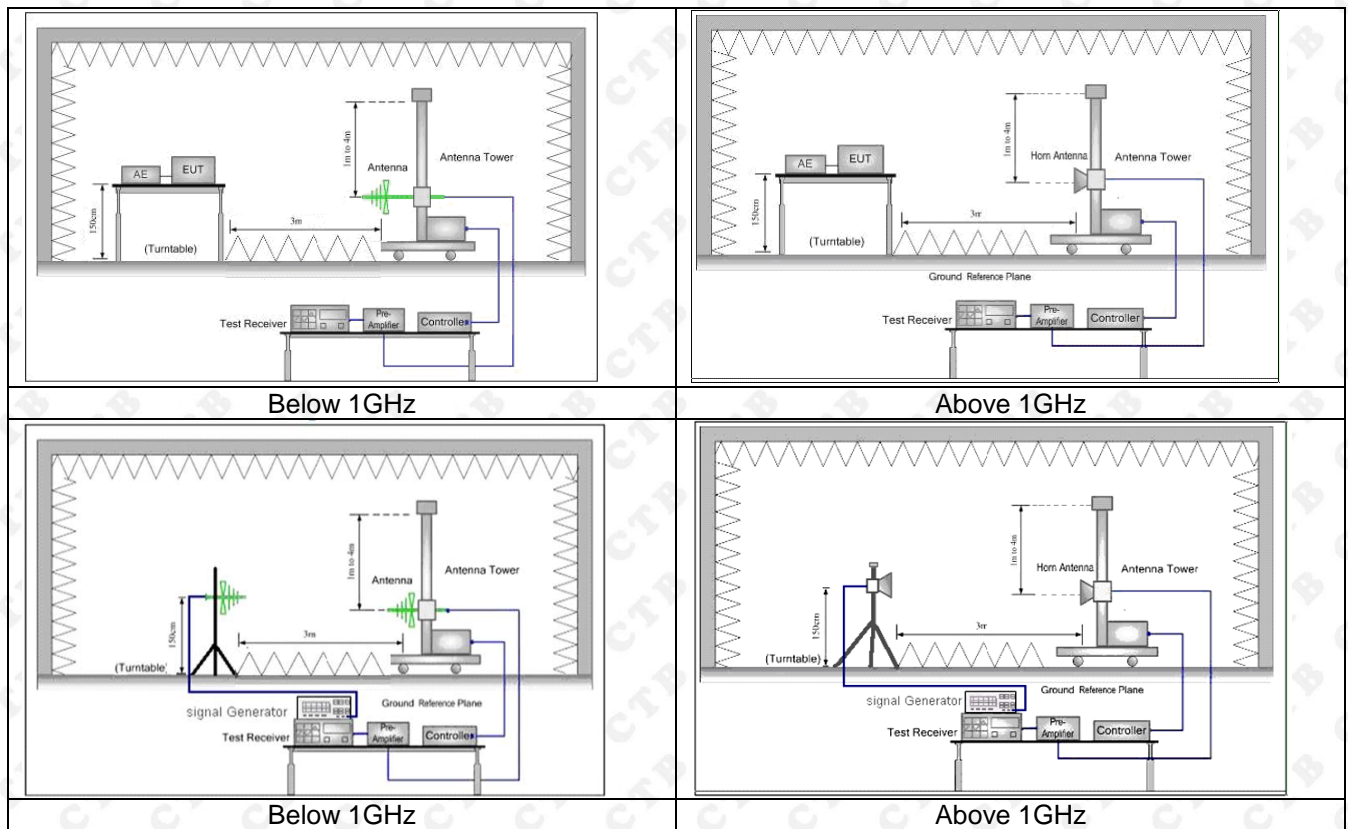 1m to 4m
Antenna
Antenna Tower
AE
EUT
150cm
3m
(Turntable)
Test Receiver
Pre-
Amplifier
Controller
Below 1GHz
1m to 4m
Horn Antenna
Antenna Tower
AE
EUT
150cm
3m
(Turntable)
Ground Reference Plane
Test Receiver
Pre-
Amplifier
Controller
Above 1GHz
1m to 4m
Antenna
Antenna Tower
150cm
3m
(Turntable)
signal Generator
Ground Reference Plane
Test Receiver
Pre-
Amplifier
Controller
Below 1GHz
1m to 4m
Horn Antenna
Antenna Tower
150cm
3m
(Turntable)
signal Generator
Ground Reference Plane
Test Receiver
Pre-
Amplifier
Controller
Above 1GHz
CTB